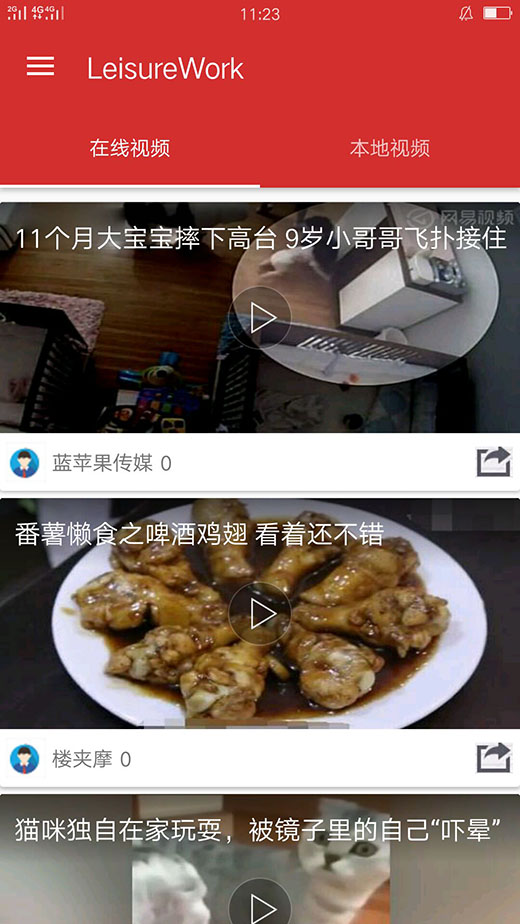 2G 4G 4G 11:23
LeisureWork
在线视频 本地视频
网易视频
11个月大宝宝摔下高台 9岁小哥哥飞扑接住
蓝苹果传媒 0
番薯懒食之啤酒鸡翅 看着还不错
楼夹摩 0
猫咪独自在家玩耍，被镜子里的自己“吓晕”